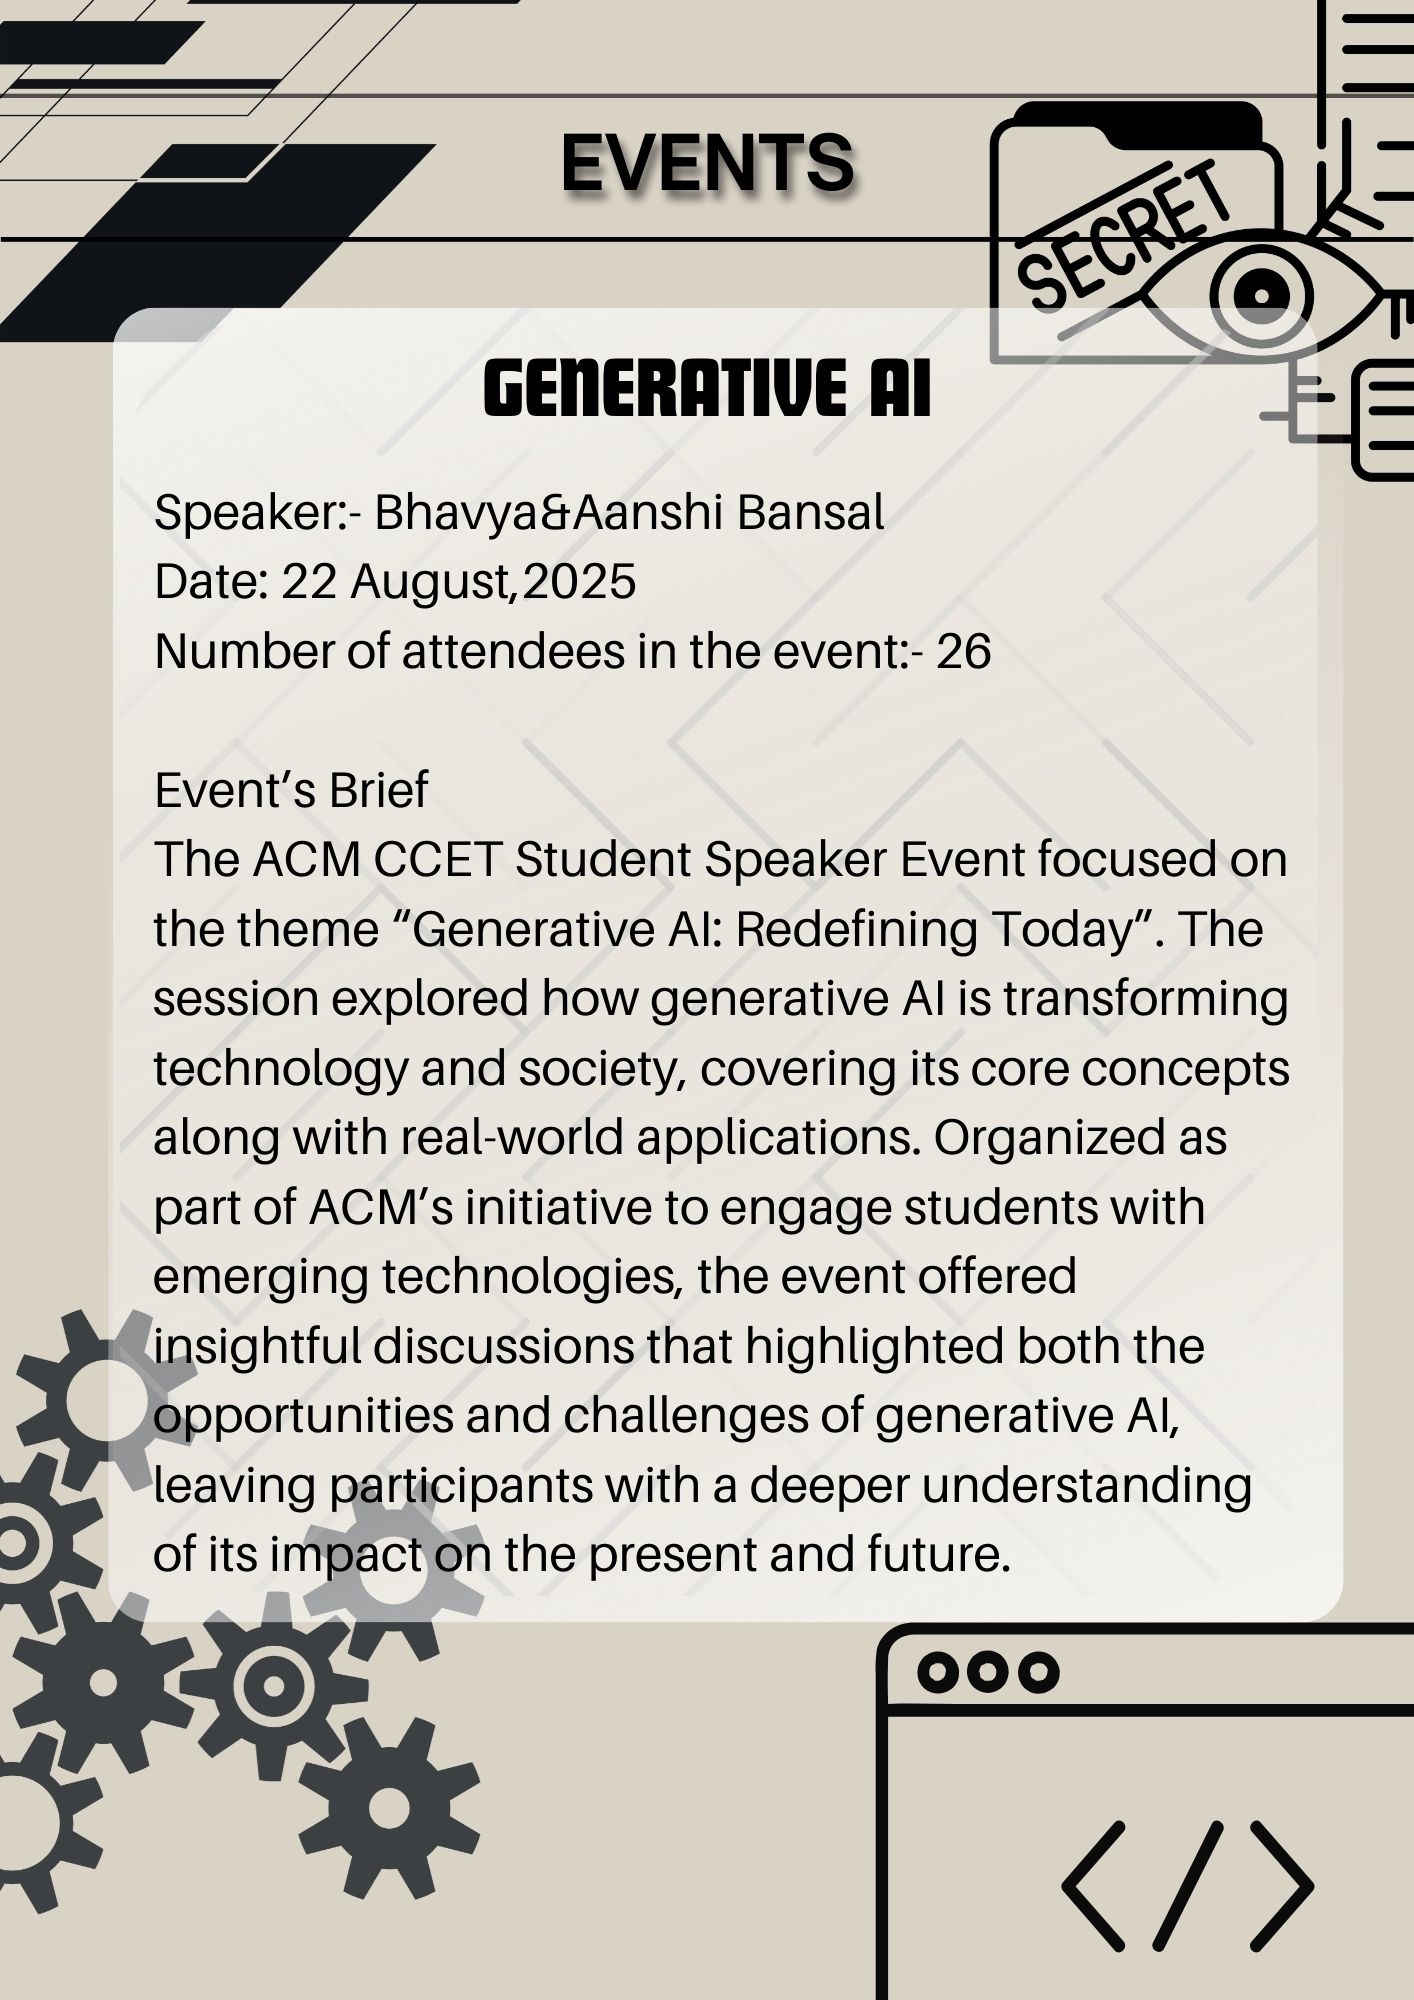 EVENTS
SECRET
GENERATIVE AI
Speaker:- Bhavya&Aanshi Bansal
Date: 22 August,2025
Number of attendees in the event:- 26
Event’s Brief
The ACM CCET Student Speaker Event focused on
the theme “Generative AI: Redefining Today”. The
session explored how generative AI is transforming
technology and society, covering its core concepts
along with real-world applications. Organized as
part of ACM’s initiative to engage students with
emerging technologies, the event offered
insightful discussions that highlighted both the
opportunities and challenges of generative AI,
leaving participants with a deeper understanding
of its impact on the present and future.